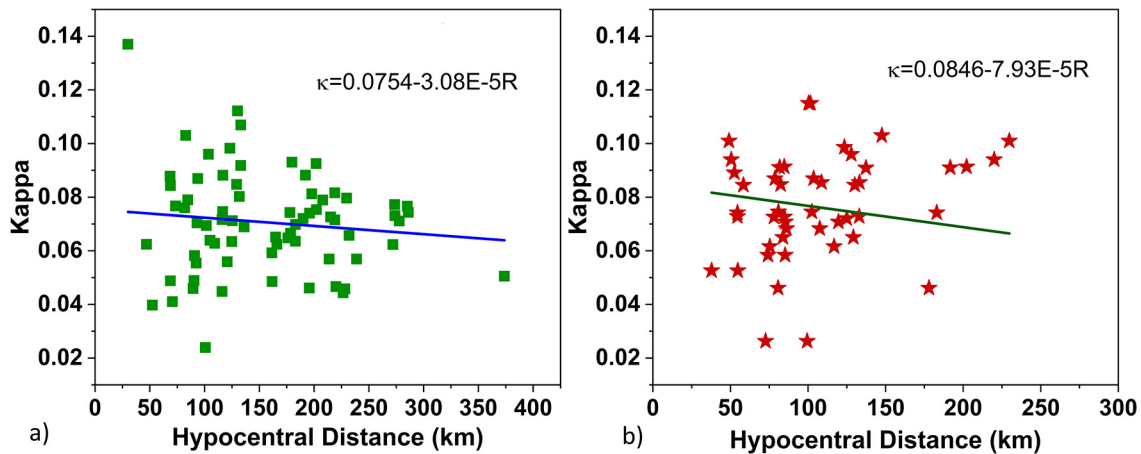 0.14
0.12
0.10
0.08
0.06
0.04
0.02
Kappa
κ=0.0754-3.08E-5R
0 50 100 150 200 250 300 350 400
Hypocentral Distance (km)
a)
0.14
0.12
0.10
0.08
0.06
0.04
0.02
Kappa
κ=0.0846-7.93E-5R
0 50 100 150 200 250 300
Hypocentral Distance (km)
b)